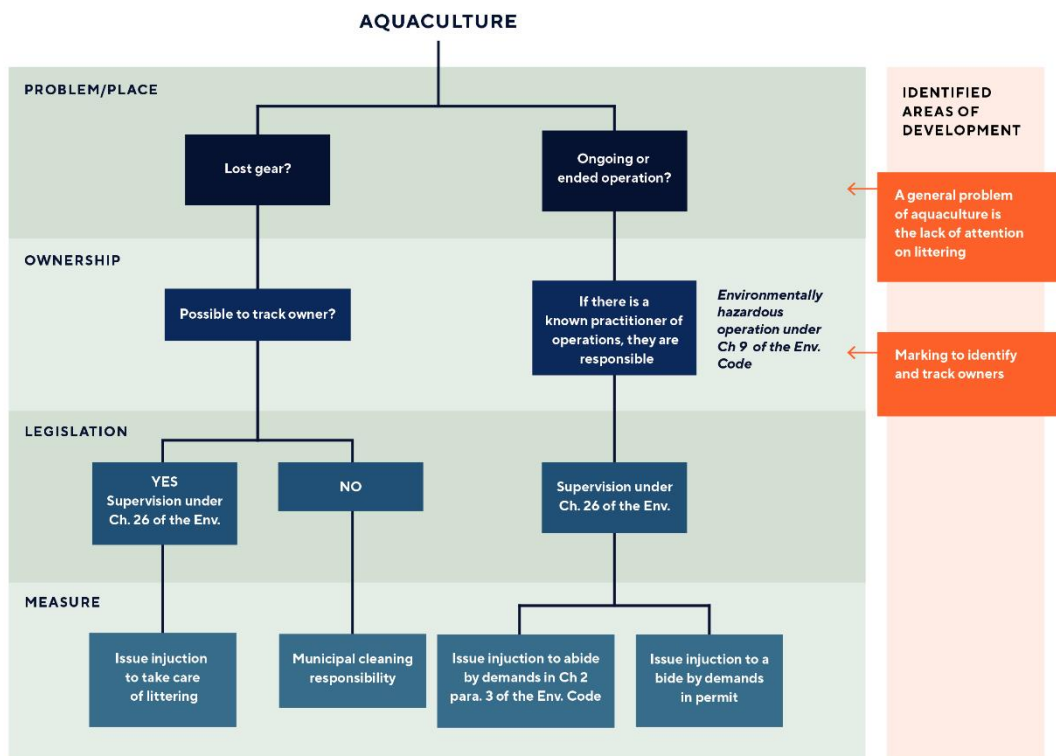 AQUACULTURE
PROBLEM/PLACE
IDENTIFIED
AREAS OF
DEVELOPMENT
Lost gear?
Ongoing or
ended operation?
A general problem
of aquaculture is
the lack of attention
on littering
OWNERSHIP
Possible to track owner?
If there is a
known practitioner of
operations, they are
responsible
Environmentally
hazardous
operation under
Ch 9 of the Env.
Code
Marking to identify
and track owners
LEGISLATION
YES
Supervision under
Ch. 26 of the Env.
NO
Supervision under
Ch. 26 of the Env.
MEASURE
Issue injuction
to take care
of littering
Municipal cleaning
responsibility
Issue injuction to abide
by demands in Ch 2
para. 3 of the Env. Code
Issue injuction to a
bide by demands
in permit